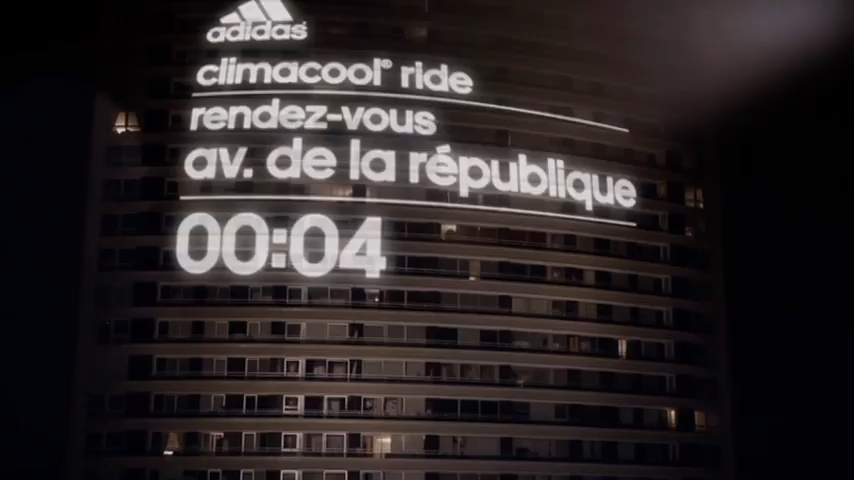 adidas
climacool® ride
rendez-vous
av. de la république
00:04